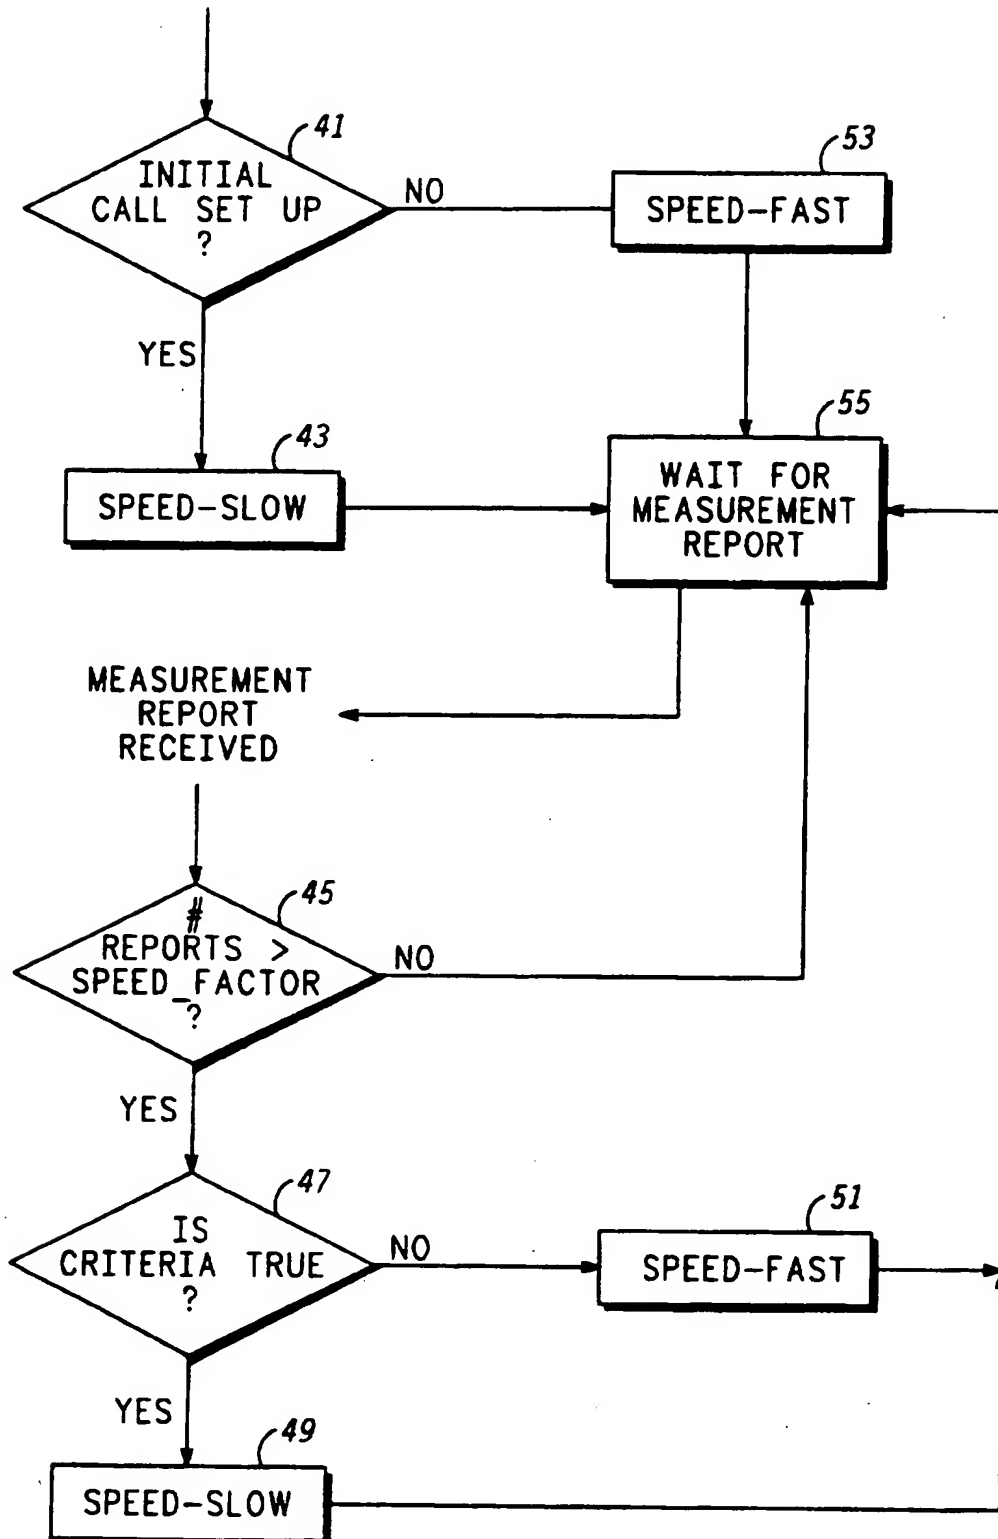 41
INITIAL
CALL SET UP
?
NO
53
SPEED-FAST
YES
43
SPEED-SLOW
55
WAIT FOR
MEASUREMENT
REPORT
MEASUREMENT
REPORT
RECEIVED
45
#
REPORTS >
SPEED_FACTOR
?
NO
YES
47
IS
CRITERIA TRUE
?
NO
51
SPEED-FAST
YES
49
SPEED-SLOW